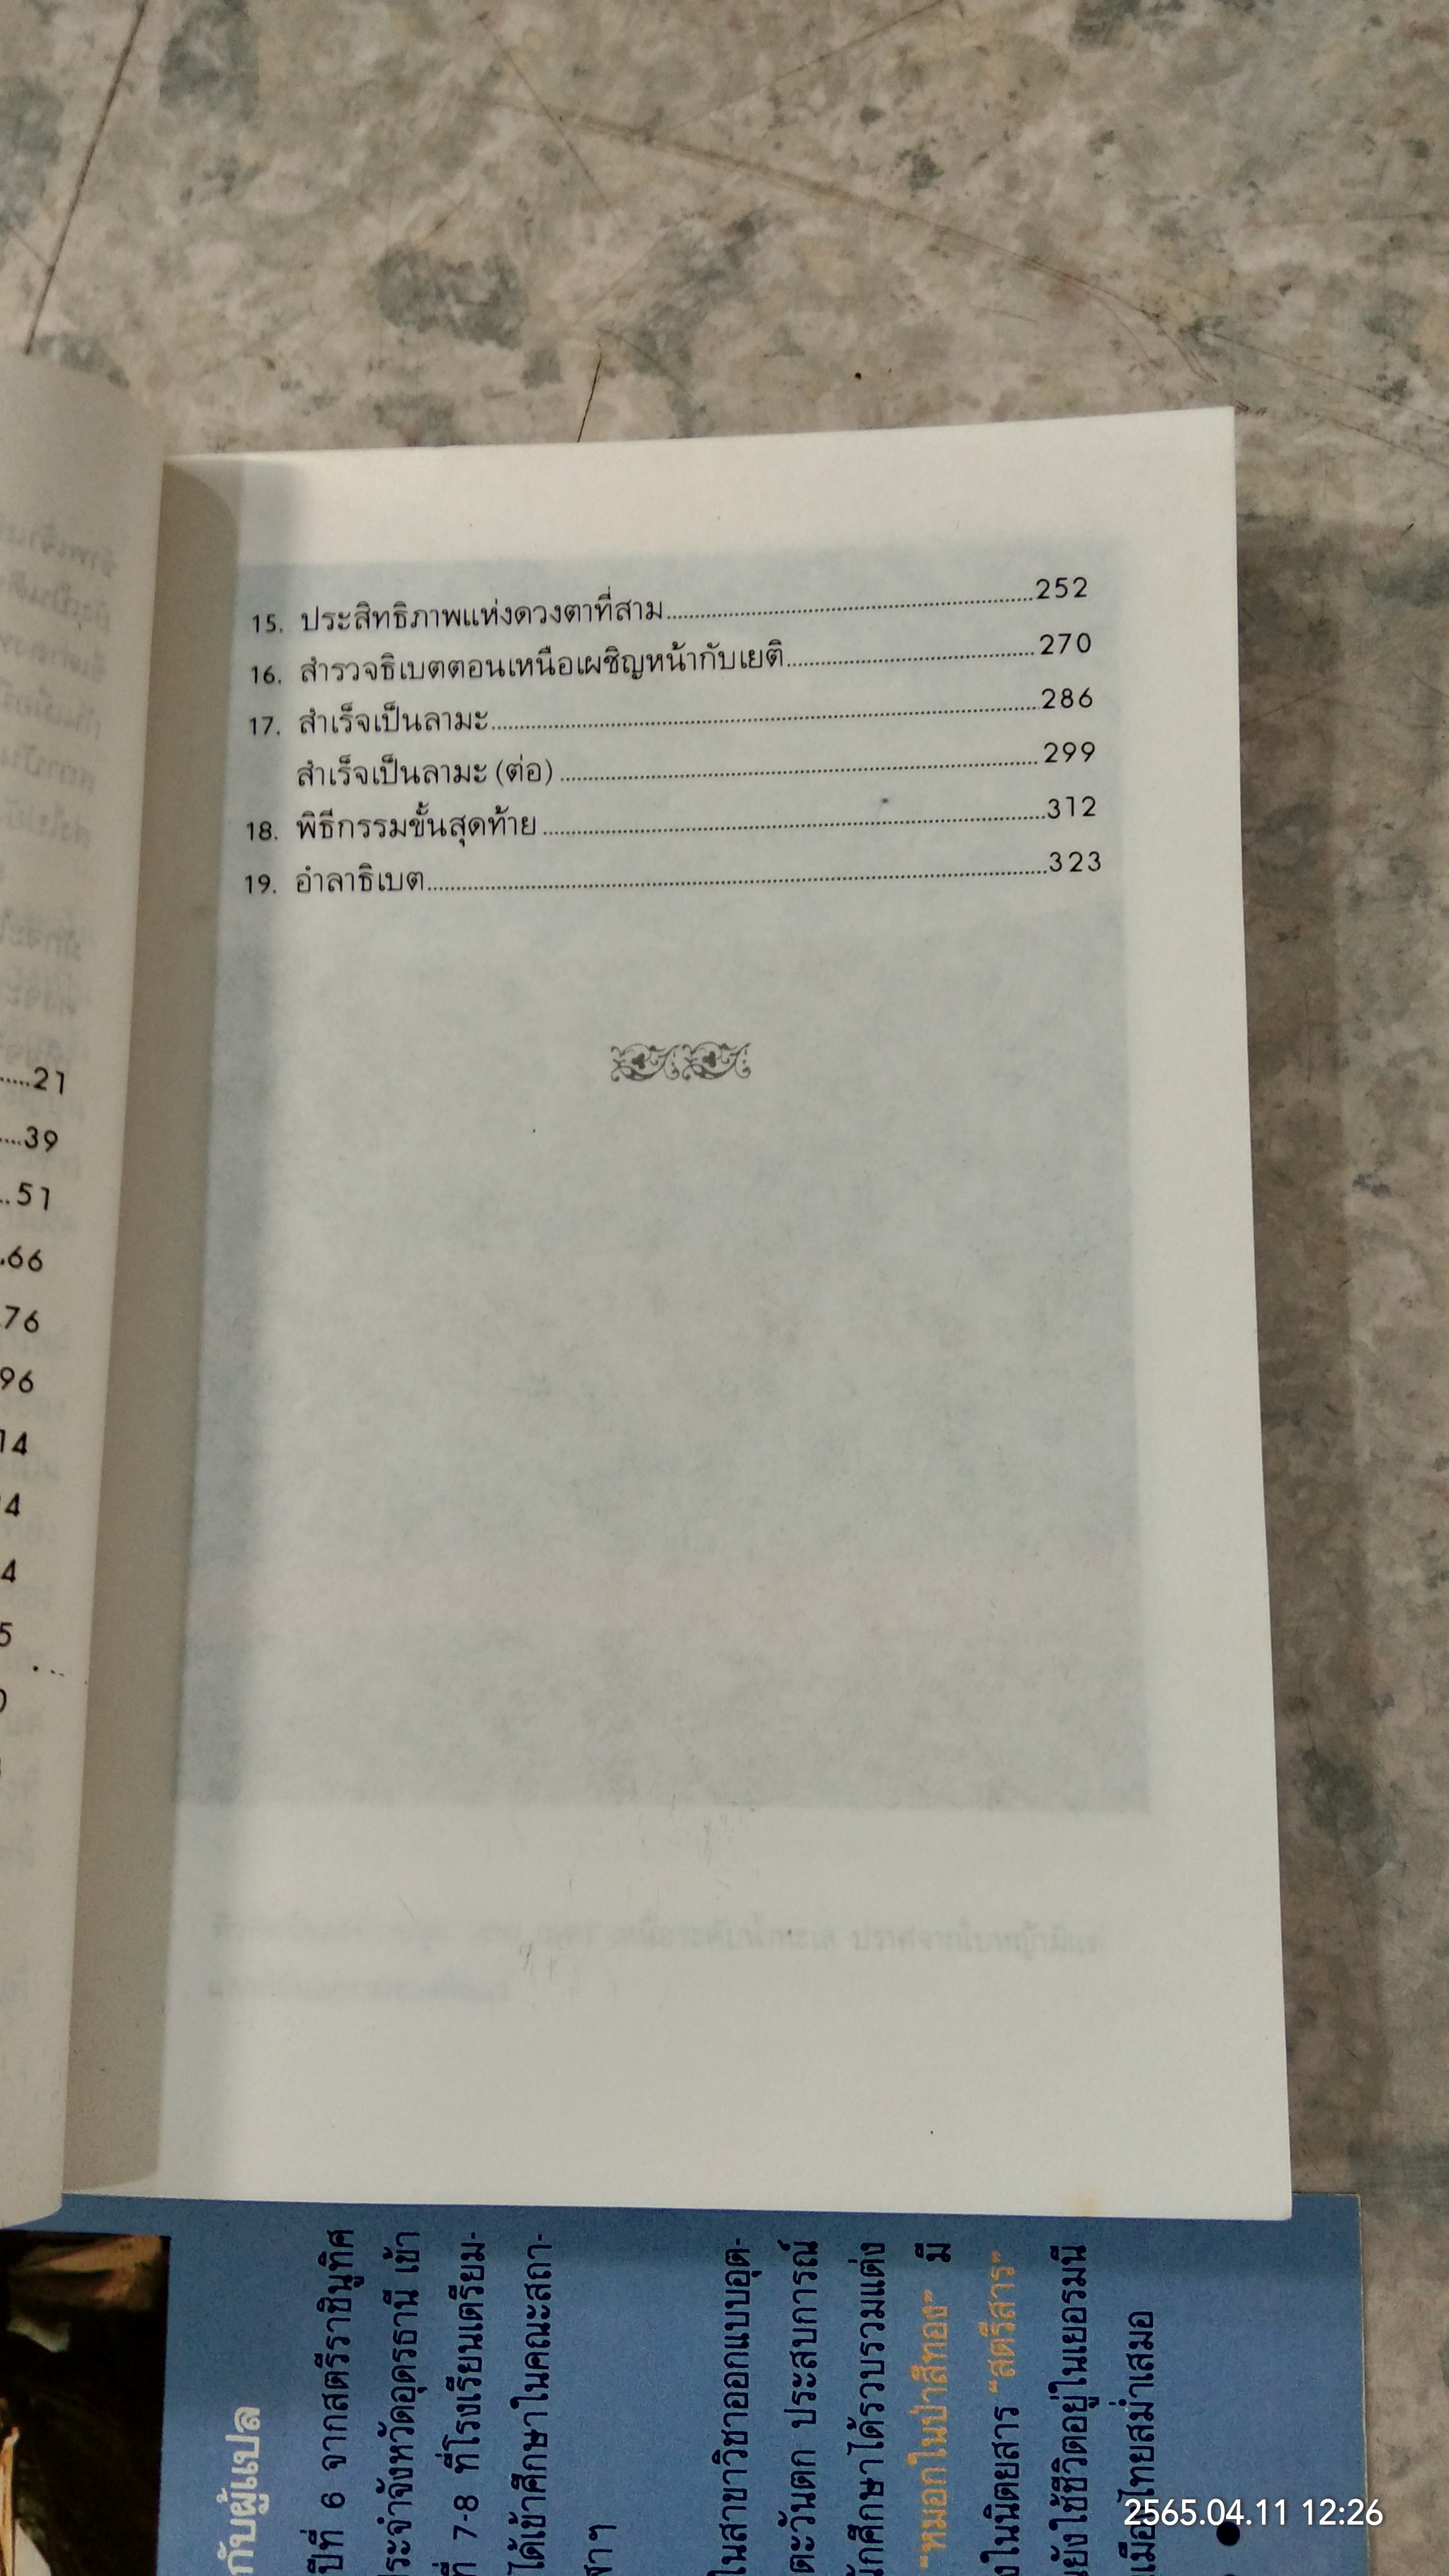 15. ประสิทธิภาพแห่งดวงตาที่สาม...252
16. สำรวจธิเบตตอนเหนือเผชิญหน้ากับเยติ...270
17. สำเร็จเป็นลามะ...286
สำเร็จเป็นลามะ (ต่อ)...299
18. พิธีกรรมขั้นสุดท้าย...312
19. อำลาธิเบต...323
21
39
51
66
76
96
14
4
4
5
กับผู้แปล
ปีที่ 6 จากสตรีราชินูทิศ
ระจำจังหวัดอุดรธานี เข้า
ที่ 7-8 ที่โรงเรียนเตรียม-
ได้เข้าศึกษาในคณะสถา-
ฬาฯ
ในสาขาวิชาออกแบบอุต-
ตะวันตก ประสบการณ์
นักศึกษาได้รวบรวมแต่ง
“หมอกในป่าสีทอง” มี
งในนิตยสาร “สตรีสาร”
นยังใช้ชีวิตอยู่ในเยอรมนี
เมืองไทยสม่ำเสมอ
2565.04.11 12:26